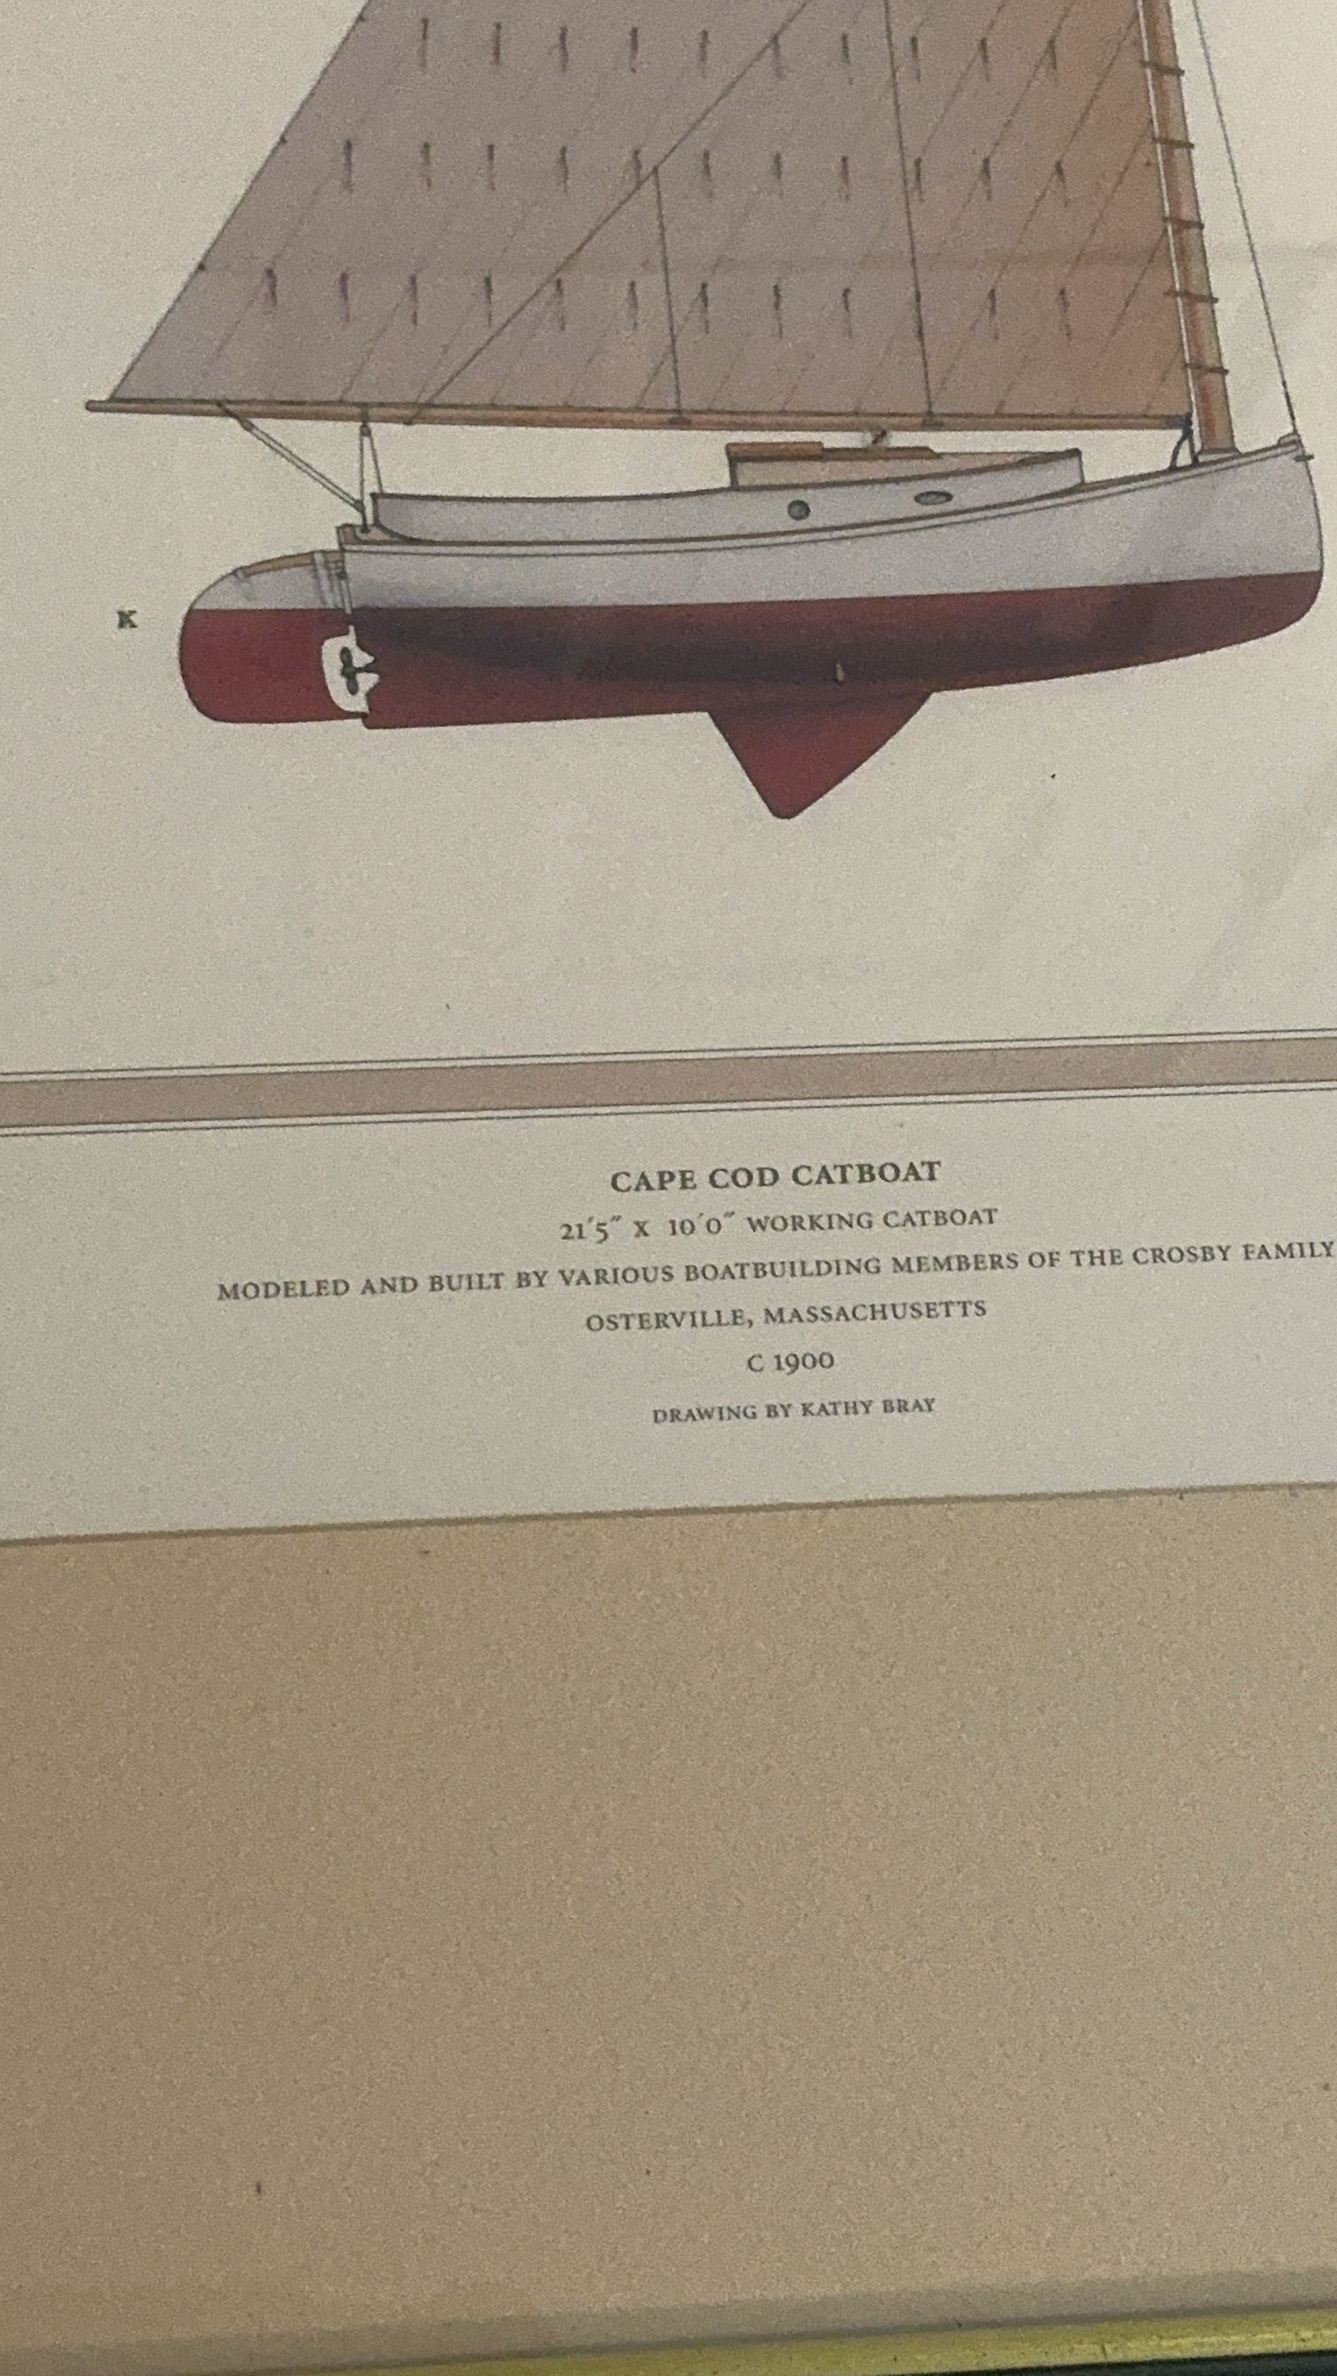 K
CAPE COD CATBOAT
21´5˝ X 10´0˝ WORKING CATBOAT
MODELED AND BUILT BY VARIOUS BOATBUILDING MEMBERS OF THE CROSBY FAMILY
OSTERVILLE, MASSACHUSETTS
C 1900
DRAWING BY KATHY BRAY